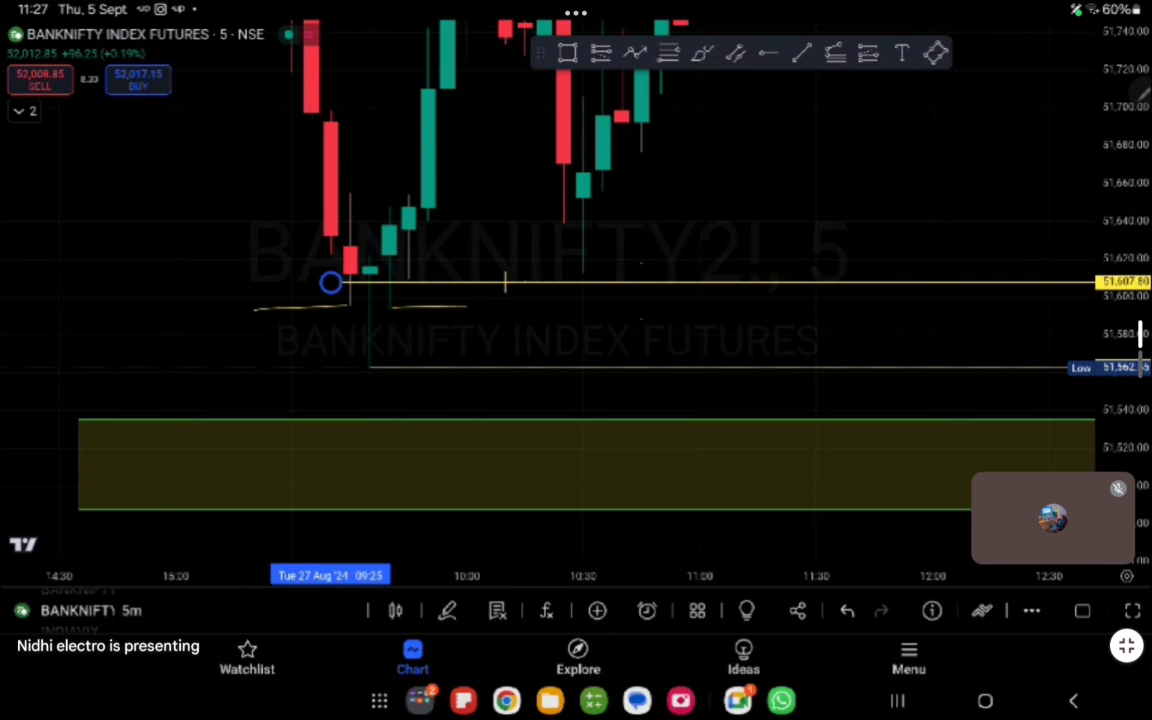 11:27 Thu, 5 Sept
60%
BANKNIFTY INDEX FUTURES · 5 · NSE
52,012.85 +96.25 (+0.19%)
52,008.85
SELL
8.30
52,017.15
BUY
2
51,740.00
51,720.00
51,700.00
51,680.00
51,660.00
51,640.00
51,620.00
51,607.80
51,600.00
51,580.00
Low
51,540.00
51,520.00
BANKNIFTY2!, 5
BANKNIFTY INDEX FUTURES
14:30
15:00
Tue 27 Aug '24 09:25
10:00
10:30
11:00
11:30
12:00
12:30
BANKNIFTY 5m
Nidhi electro is presenting
Watchlist
Chart
Explore
Ideas
Menu